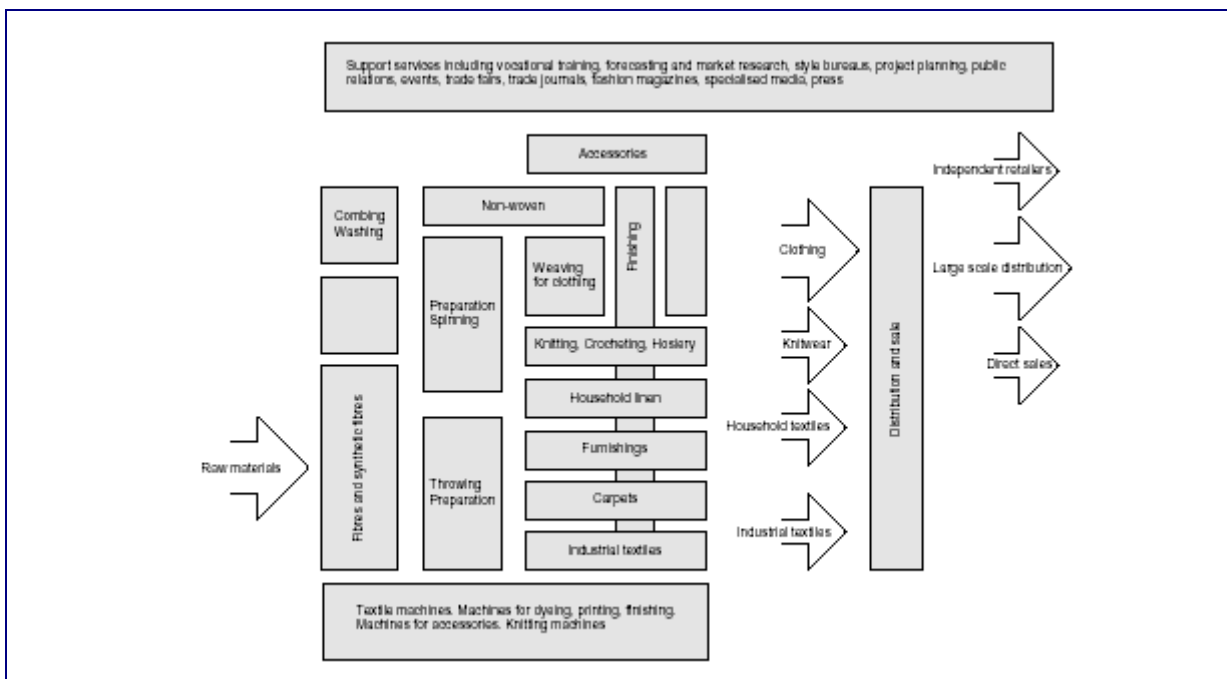 Support services including vocational training, forecasting and market research, style bureaus, project planning, public
relations, events, trade fairs, trade journals, fashion magazines, specialised media, press
Accessories
Independent retailers
Combing
Washing
Non-woven
Finishing
Weaving
for clothing
Clothing
Large scale distribution
Preparation
Spinning
Knitting, Crocheting, Hosiery
Knitwear
Direct sales
Distribution and sale
Household linen
Household textiles
Furnishings
Raw materials
Fibres and synthetic fibres
Throwing
Preparation
Carpets
Industrial textiles
Industrial textiles
Textile machines. Machines for dyeing, printing, finishing.
Machines for accessories. Knitting machines